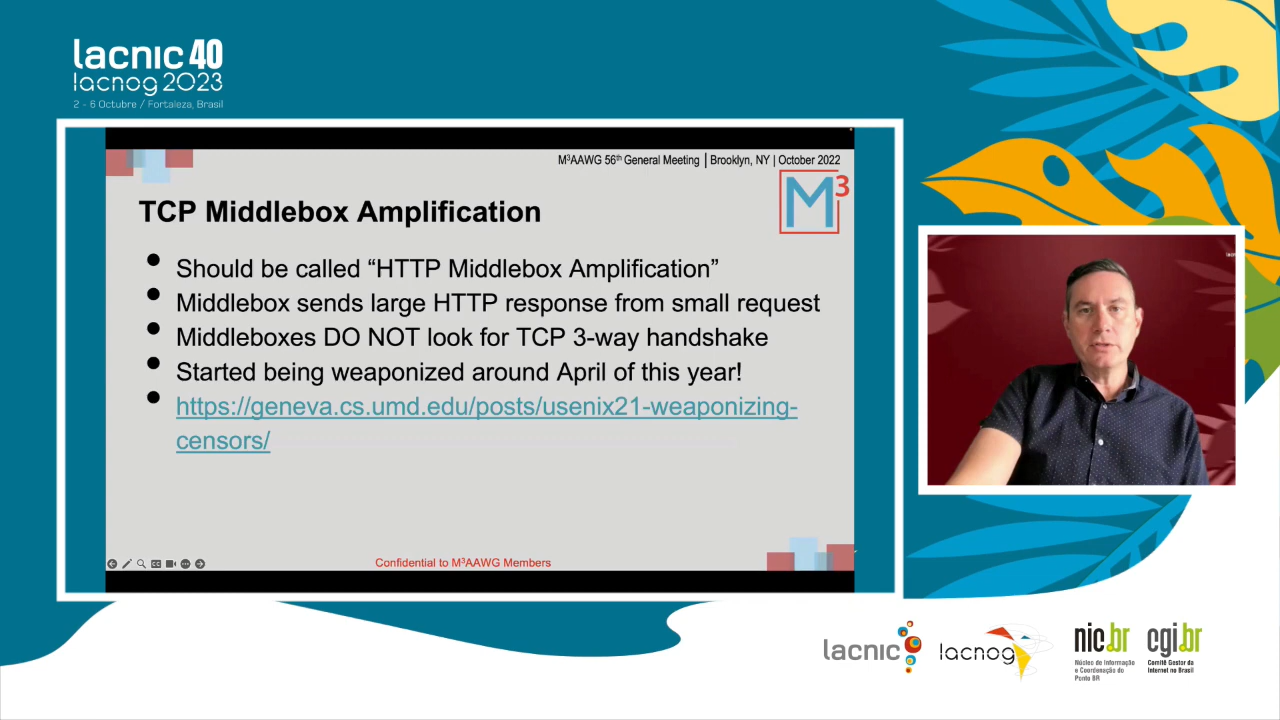 lacnic 40
lacnog 2023
2 - 6 Octubre / Fortaleza, Brasil
M³AAWG 56th General Meeting | Brooklyn, NY | October 2022
M3
TCP Middlebox Amplification
• Should be called “HTTP Middlebox Amplification”
• Middlebox sends large HTTP response from small request
• Middleboxes DO NOT look for TCP 3-way handshake
• Started being weaponized around April of this year!
• https://geneva.cs.umd.edu/posts/usenix21-weaponizing-
censors/
Confidential to M³AAWG Members
lacnic
lacnog
nic.br
Núcleo de Informação
e Coordenação do
Ponto BR
cgi.br
Comitê Gestor da
Internet no Brasil